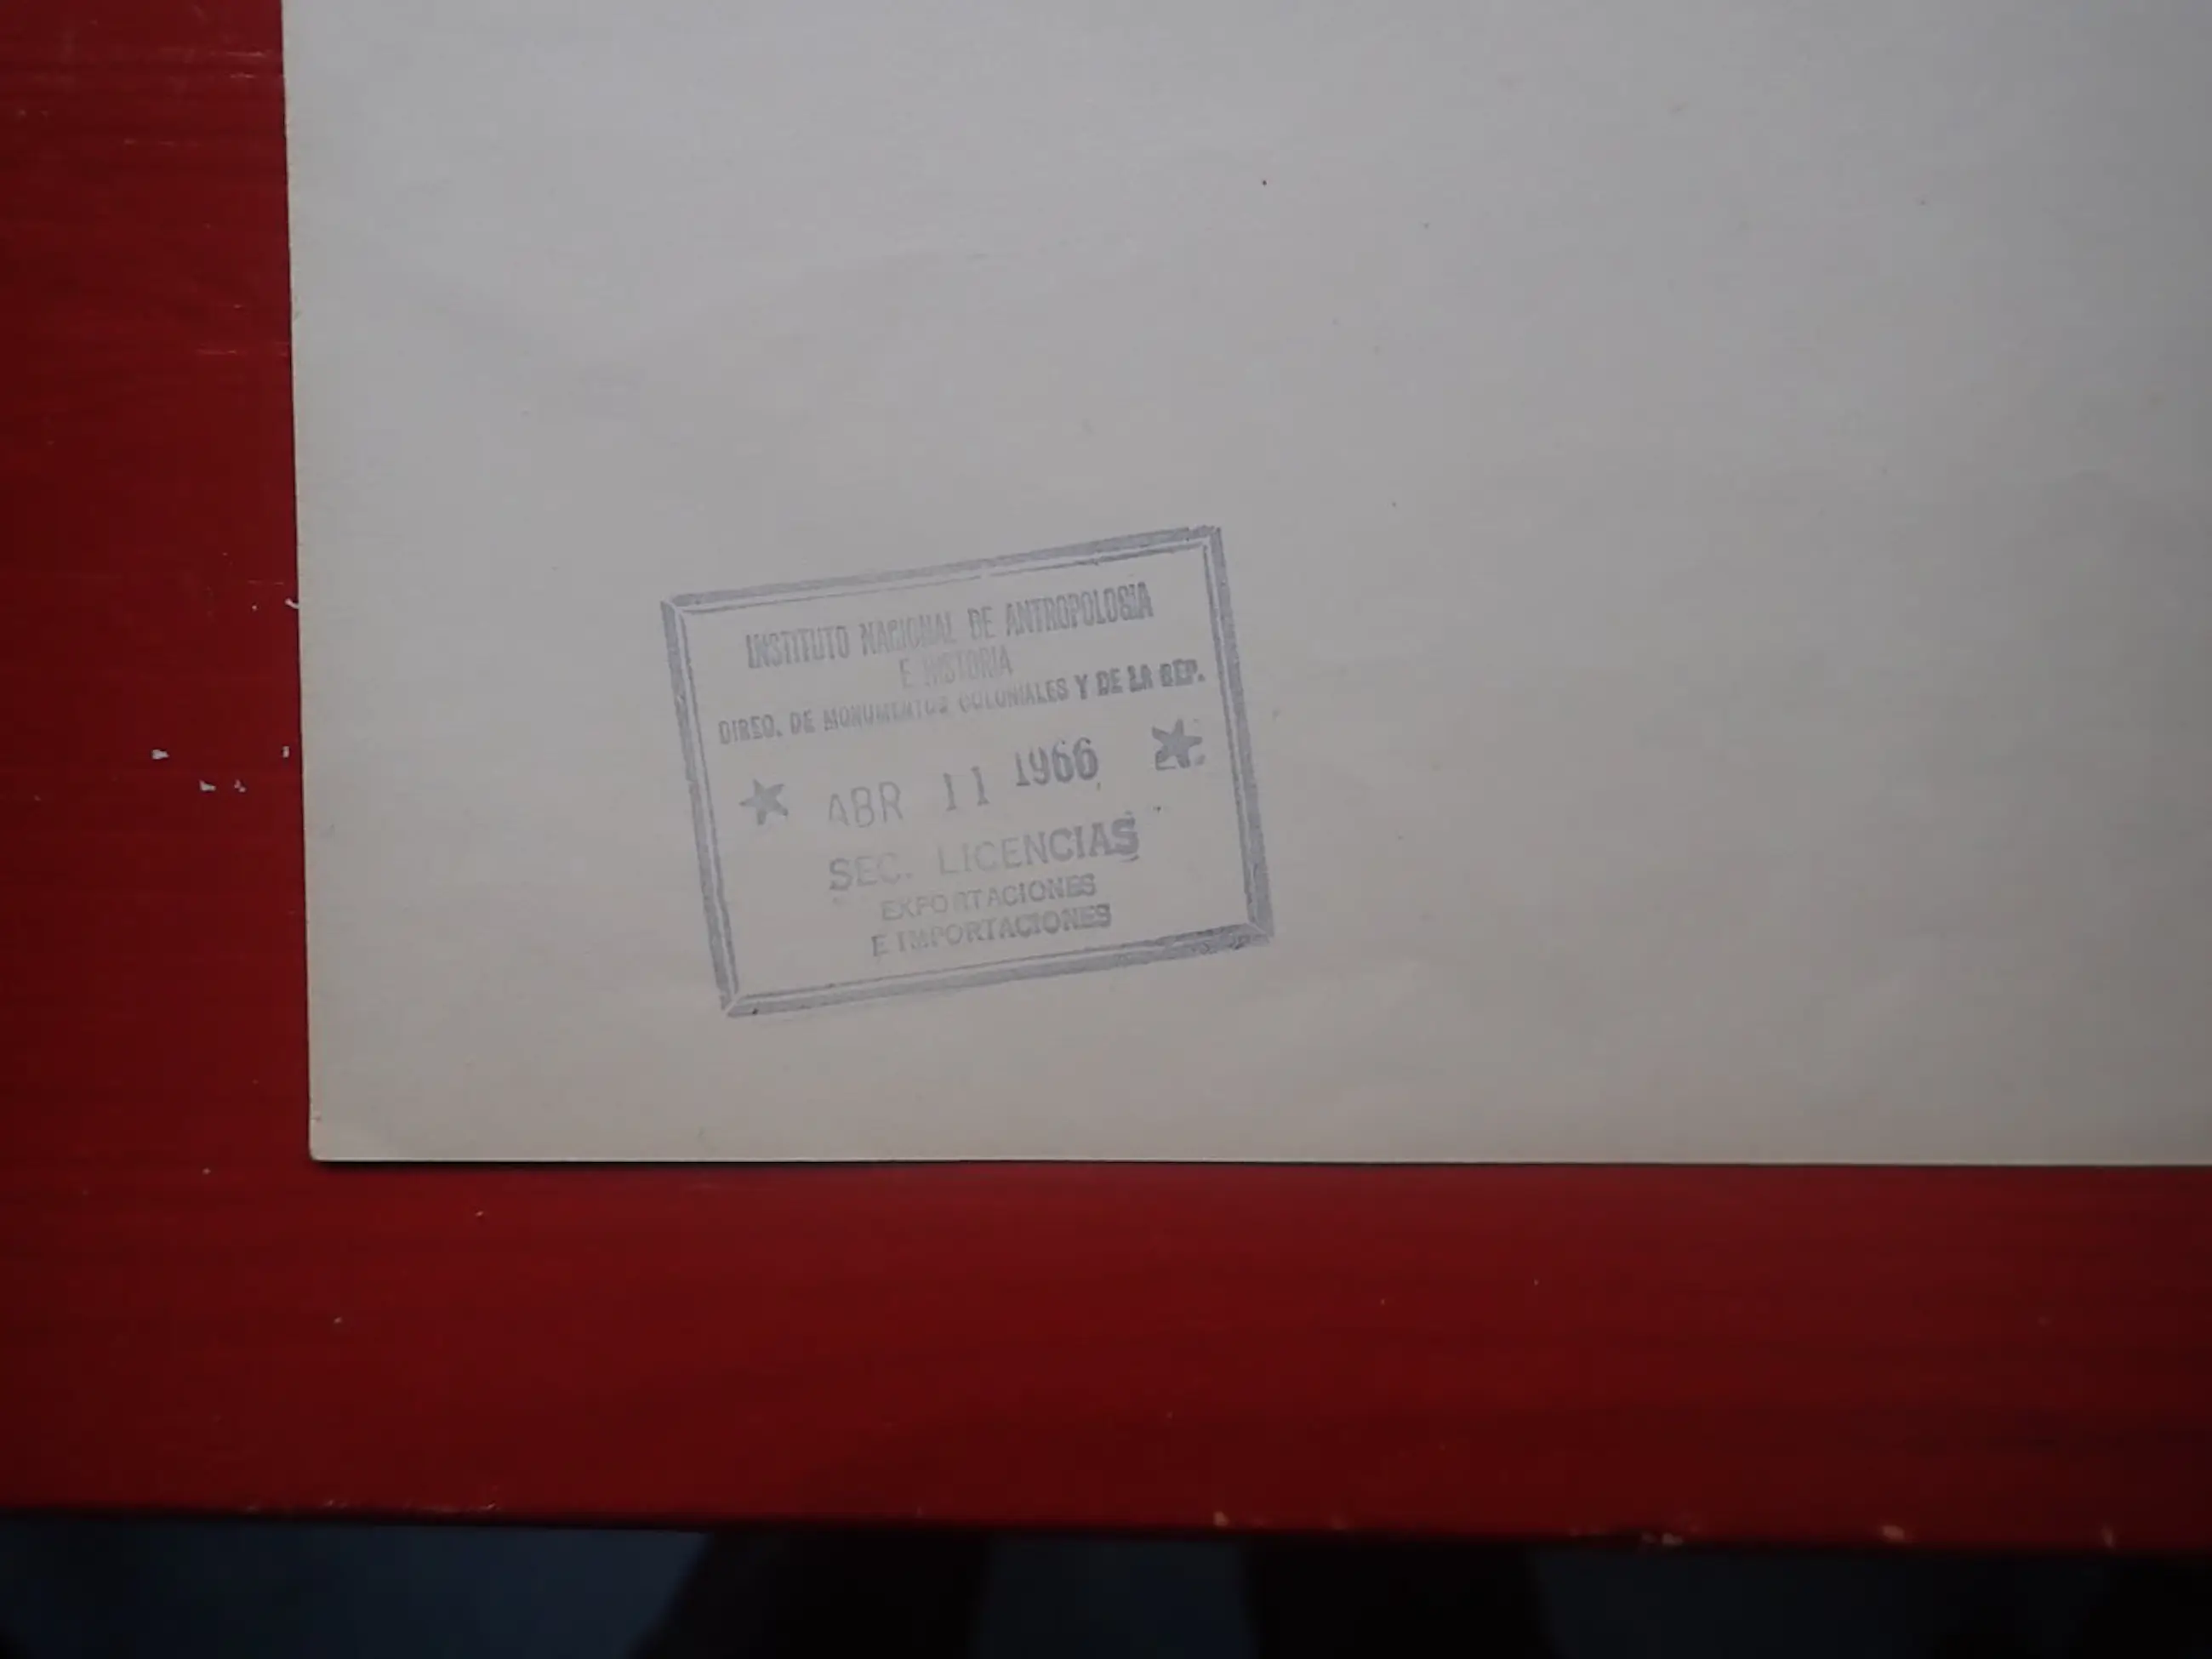 INSTITUTO NACIONAL DE ANTROPOLOGIA
E HISTORIA
DIREC. DE MONUMENTOS COLONIALES Y DE LA REP.
ABR 11 1966
SEC. LICENCIAS
EXPORTACIONES
E IMPORTACIONES